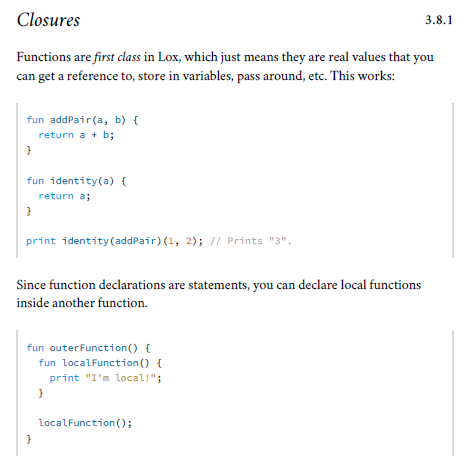 Closures 3.8.1
Functions are first class in Lox, which just means they are real values that you
can get a reference to, store in variables, pass around, etc. This works:
fun addPair(a, b) {
  return a + b;
}
fun identity(a) {
  return a;
}
print identity(addPair)(1, 2); // Prints "3".
Since function declarations are statements, you can declare local functions
inside another function.
fun outerFunction() {
  fun localFunction() {
    print "I'm local!";
  }
  localFunction();
}